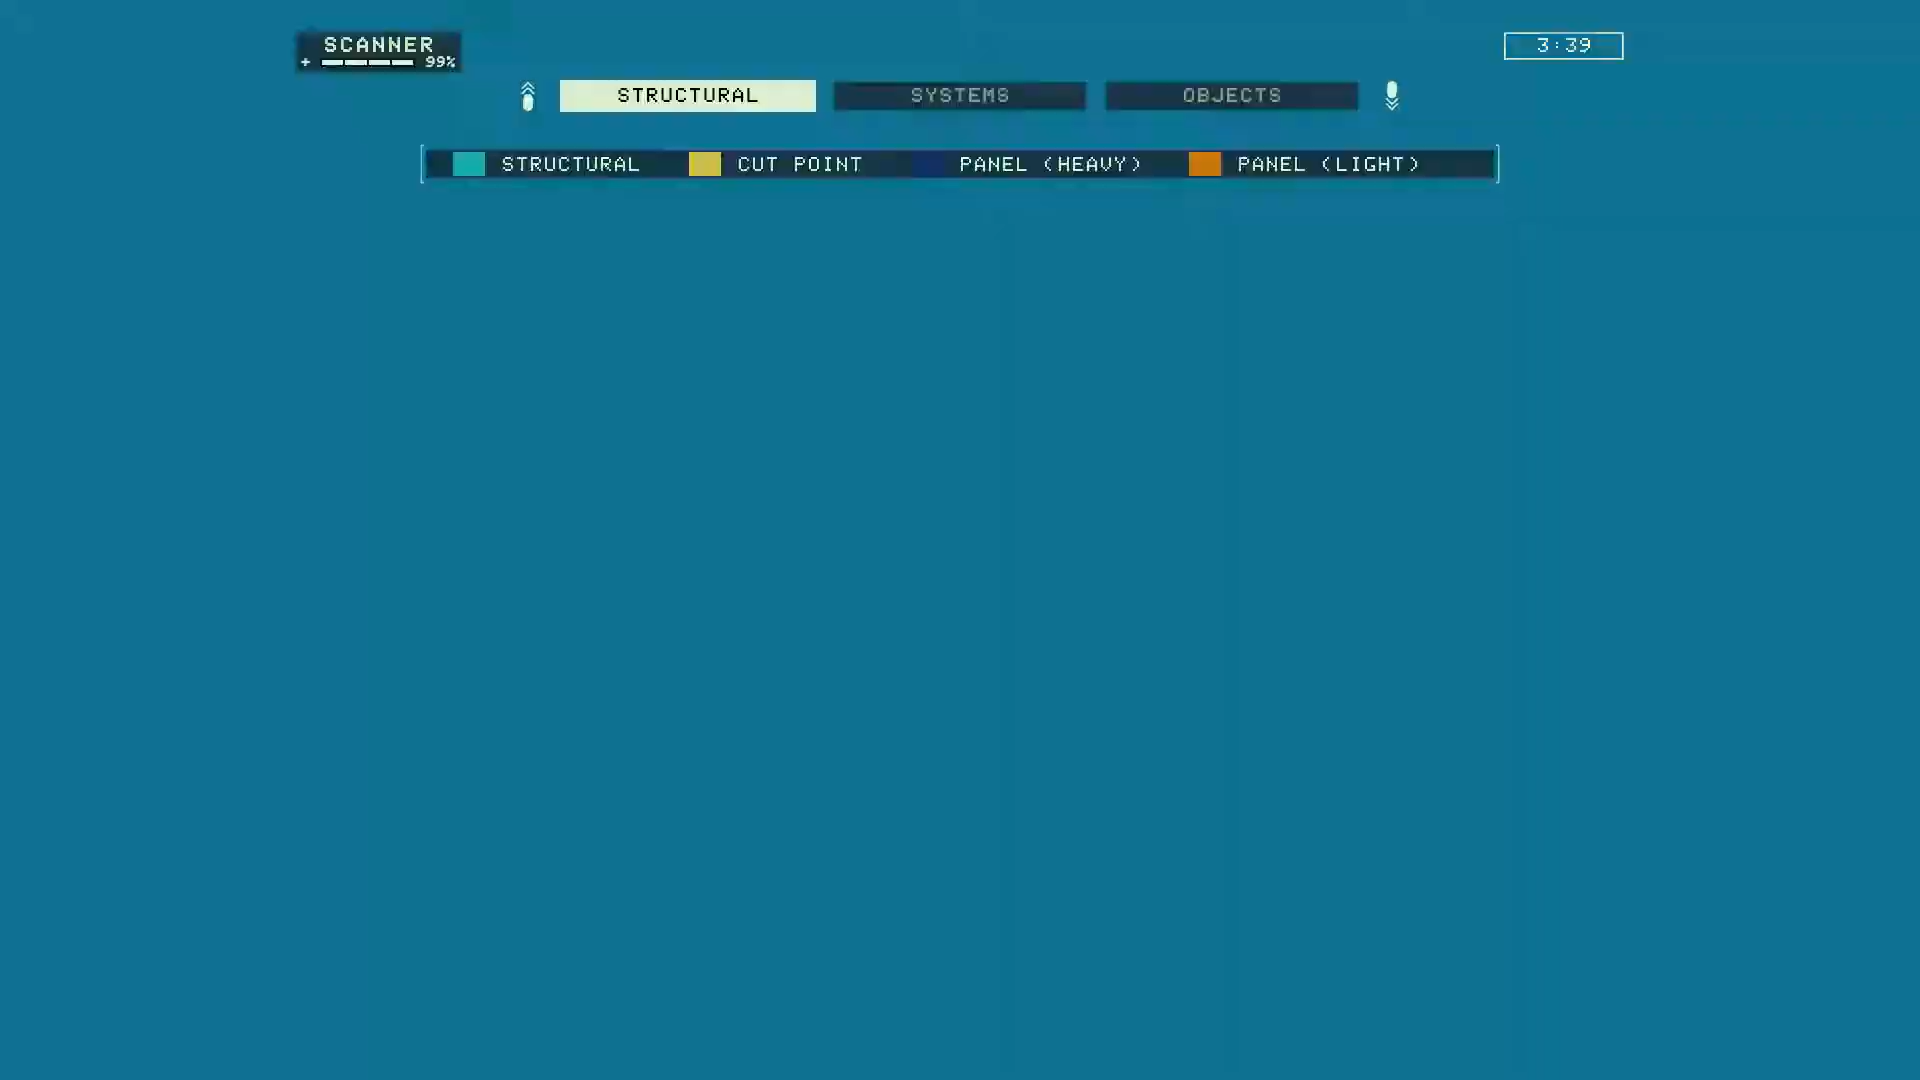 SCANNER
+ 99%
3:39
STRUCTURAL SYSTEMS OBJECTS
STRUCTURAL CUT POINT PANEL (HEAVY) PANEL (LIGHT)